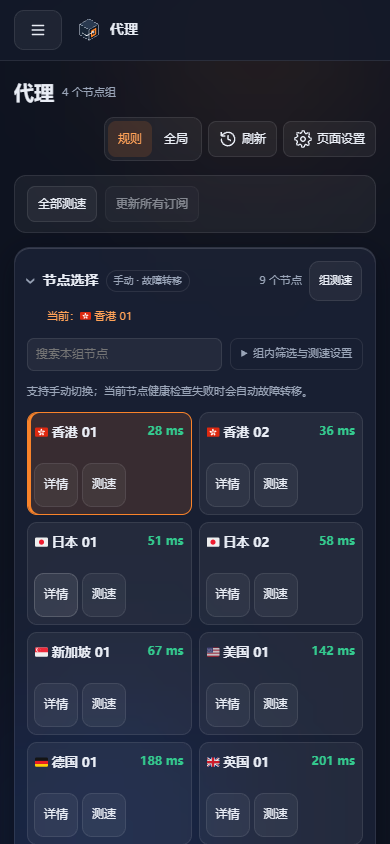 代理
代理 4 个节点组
规则 全局 刷新 页面设置
全部测速 更新所有订阅
节点选择 手动 · 故障转移 9 个节点 组测速
当前: 香港 01
搜索本组节点 ▶ 组内筛选与测速设置
支持手动切换；当前节点健康检查失败时会自动故障转移。
香港 01 28 ms
详情 测速
香港 02 36 ms
详情 测速
日本 01 51 ms
详情 测速
日本 02 58 ms
详情 测速
新加坡 01 67 ms
详情 测速
美国 01 142 ms
详情 测速
德国 01 188 ms
详情 测速
英国 01 201 ms
详情 测速